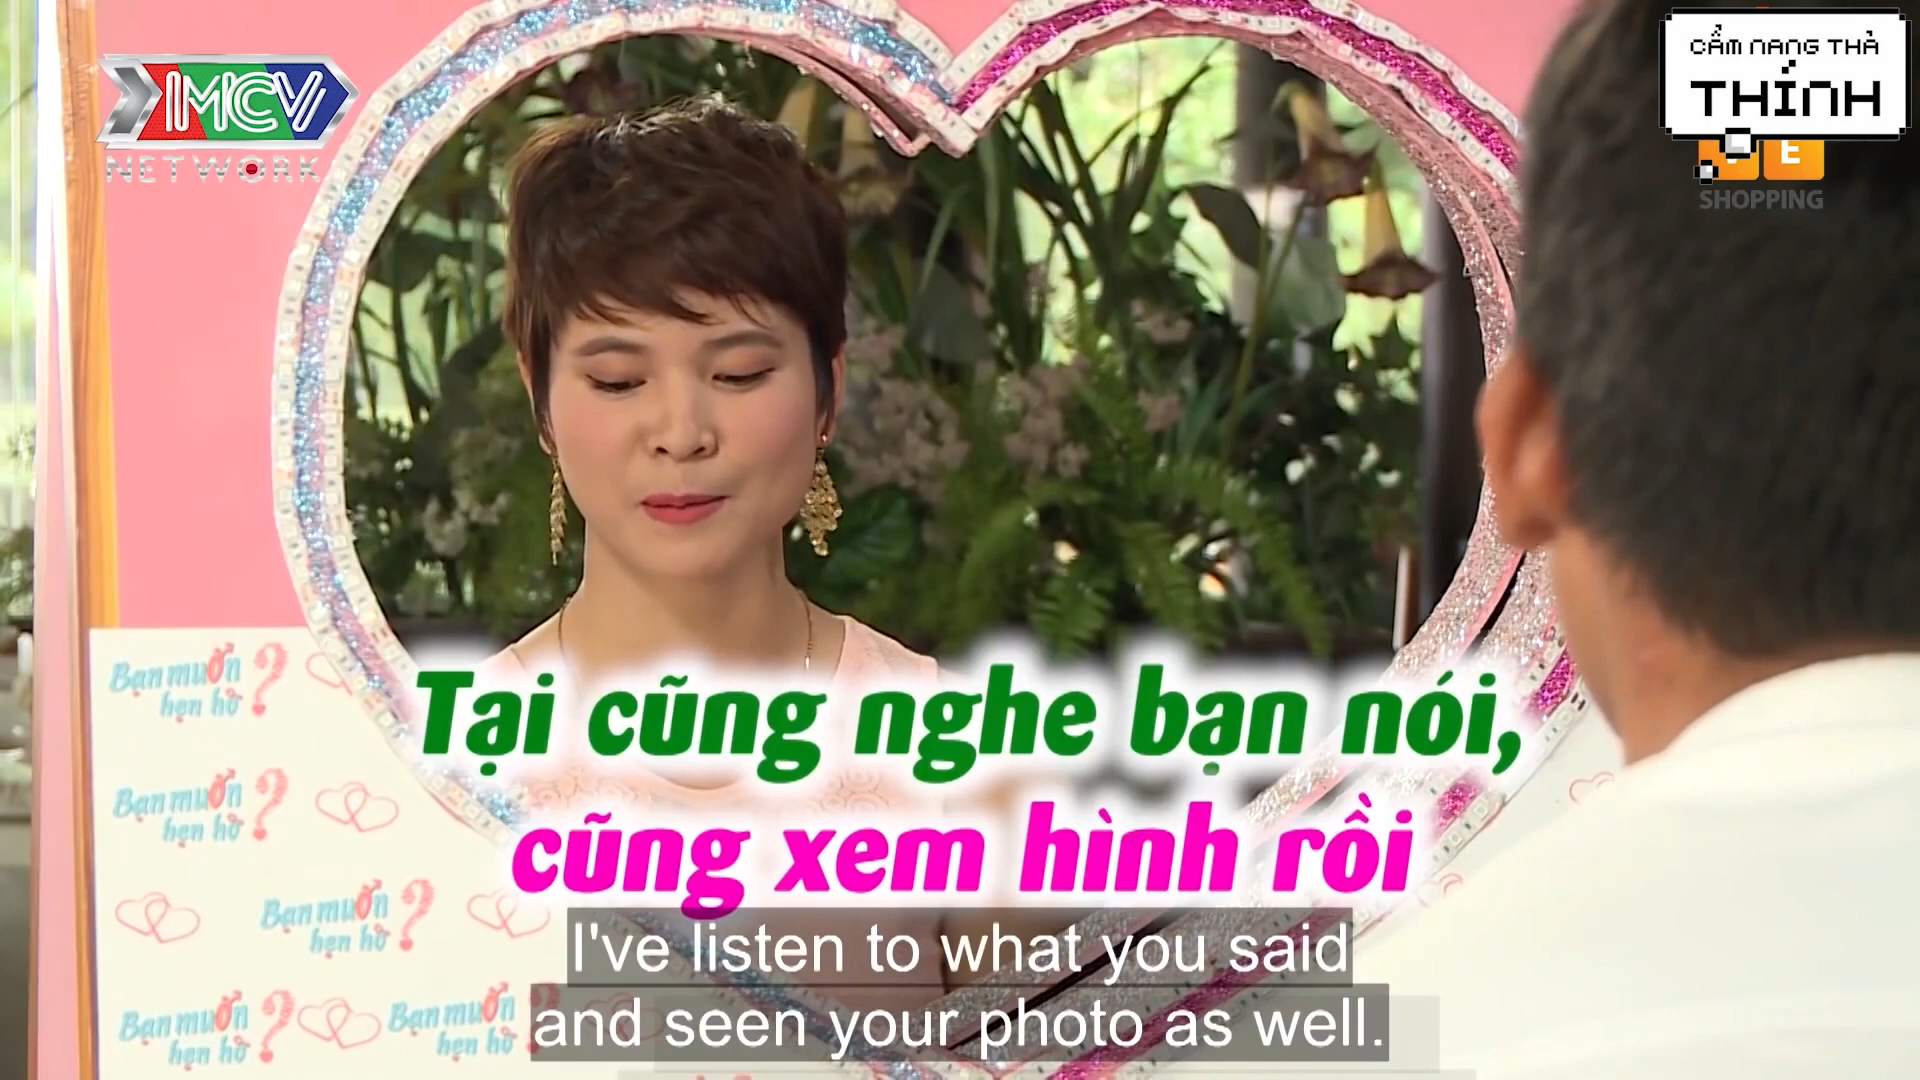 MCV
NETWORK
CẨM NANG THẢ
THÍNH
E
SHOPPING
Bạn muốn
hẹn hò ?
Bạn muốn
hẹn hò ?
Bạn muốn
hẹn hò ?
Bạn muốn
hẹn hò ?
Bạn muốn
hẹn hò
Tại cũng nghe bạn nói,
cũng xem hình rồi
I've listen to what you said
and seen your photo as well.